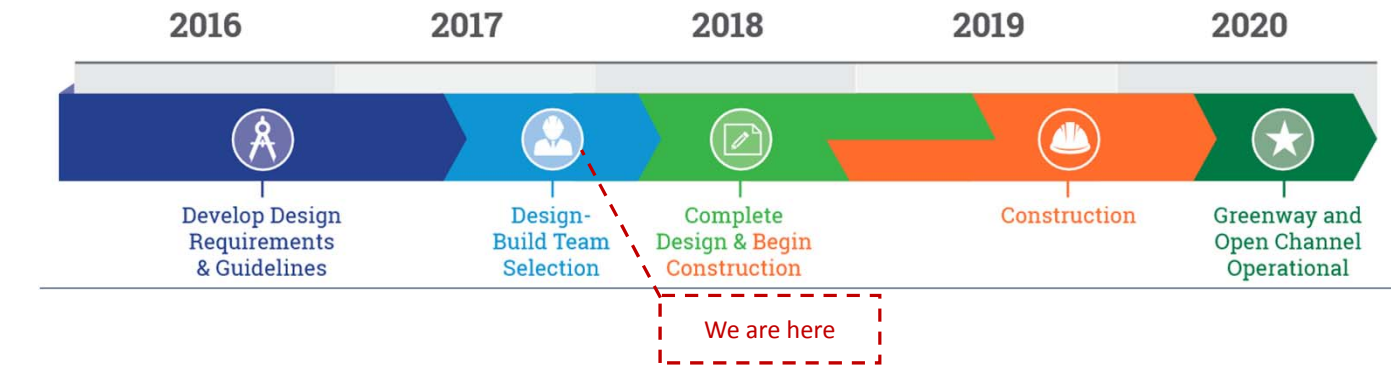 2016 2017 2018 2019 2020
Develop Design
Requirements
& Guidelines
Design-
Build Team
Selection
Complete
Design & Begin
Construction
Construction
Greenway and
Open Channel
Operational
We are here